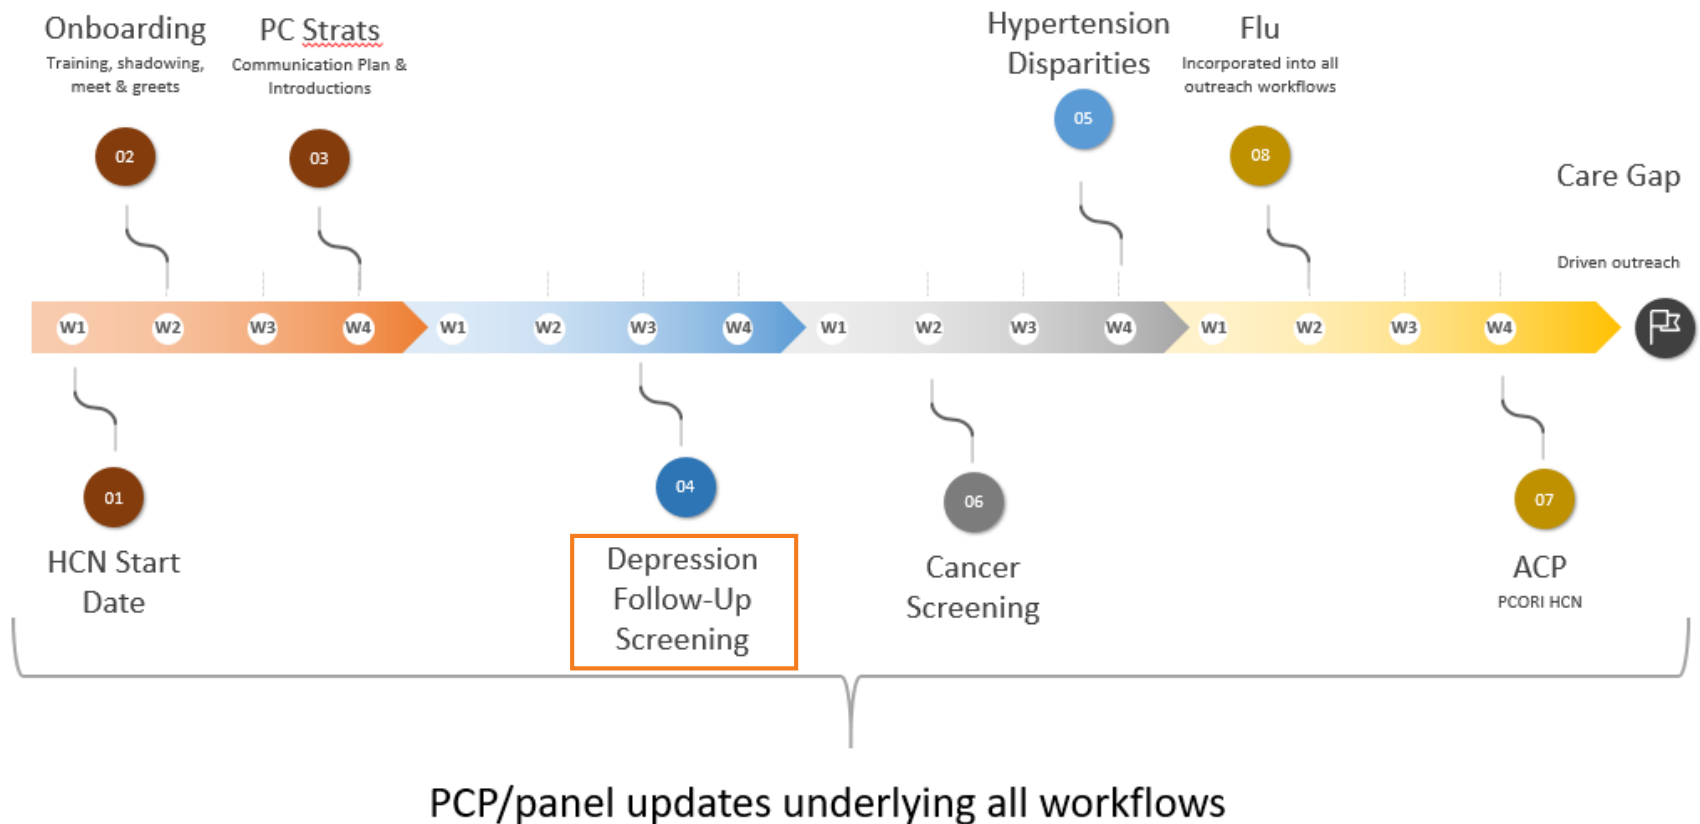 Onboarding
Training, shadowing,
meet & greets
02
PC Strats
Communication Plan &
Introductions
03
Hypertension
Disparities
05
Flu
Incorporated into all
outreach workflows
08
Care Gap
Driven outreach
W1 W2 W3 W4 W1 W2 W3 W4 W1 W2 W3 W4 W1 W2 W3 W4
01
HCN Start
Date
04
Depression
Follow-Up
Screening
06
Cancer
Screening
07
ACP
PCORI HCN
PCP/panel updates underlying all workflows